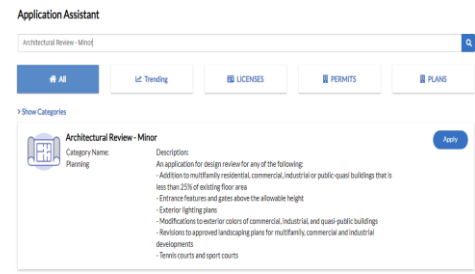 Application Assistant
Architectural Review - Minor
All
Trending
LICENSES
PERMITS
PLANS
> Show Categories
Architectural Review - Minor
Apply
Category Name:
Planning
Description:
An application for design review for any of the following:
- Addition to multifamily residential, commercial, industrial or public-quasi buildings that is
less than 25% of existing floor area
- Entrance features and gates above the allowable height
- Exterior lighting plans
- Modifications to exterior colors of commercial, industrial, and quasi-public buildings
- Revisions to approved landscaping plans for multifamily, commercial and industrial
developments
- Tennis courts and sport courts